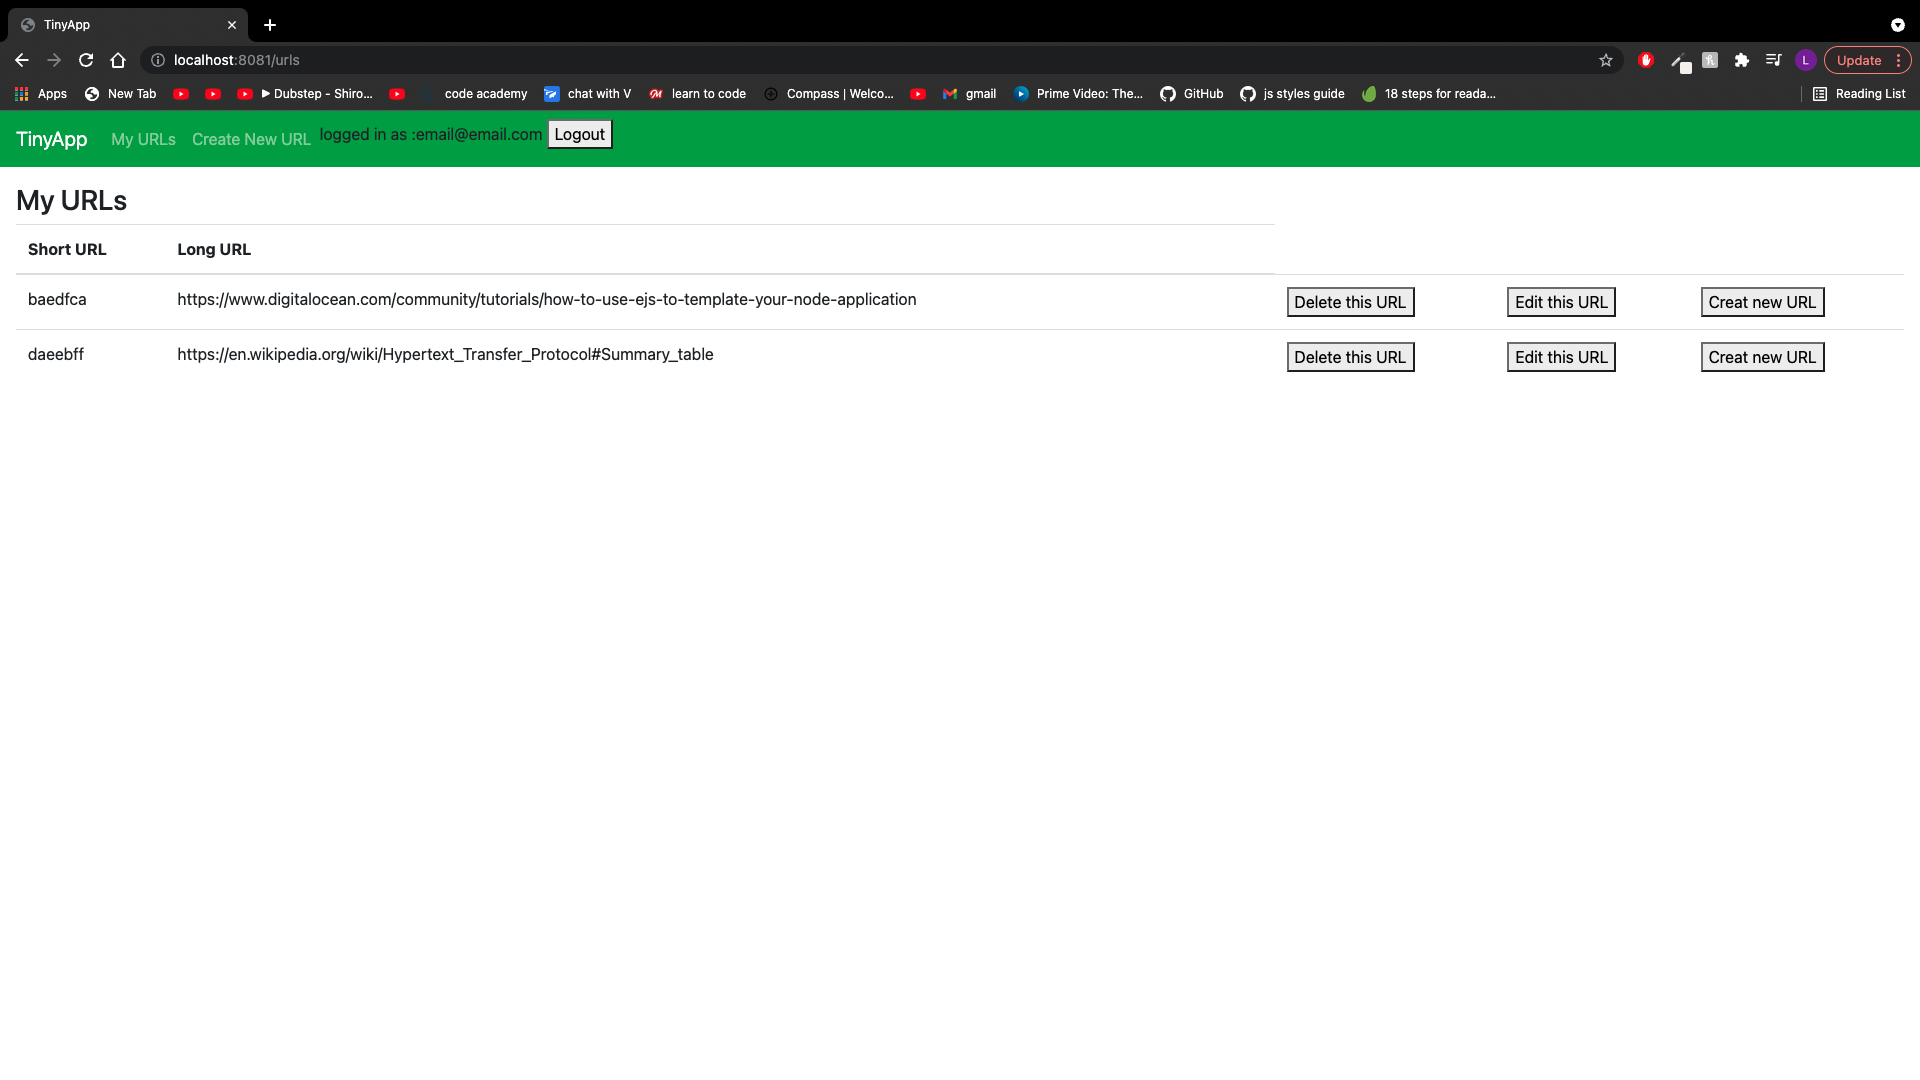 TinyApp
localhost:8081/urls
L
Update
Apps New Tab Dubstep - Shiro... code academy chat with V learn to code Compass | Welco... gmail Prime Video: The... GitHub js styles guide 18 steps for reada... Reading List
TinyApp My URLs Create New URL logged in as :email@email.com Logout
My URLs
Short URL Long URL
baedfca https://www.digitalocean.com/community/tutorials/how-to-use-ejs-to-template-your-node-application Delete this URL Edit this URL Creat new URL
daeebff https://en.wikipedia.org/wiki/Hypertext_Transfer_Protocol#Summary_table Delete this URL Edit this URL Creat new URL